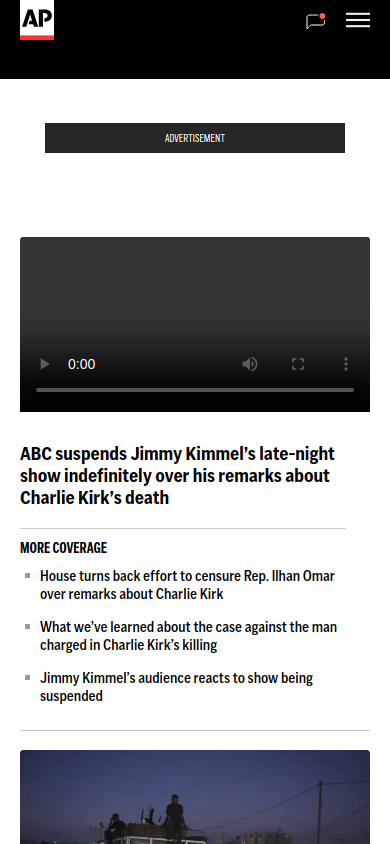 AP
ADVERTISEMENT
0:00
ABC suspends Jimmy Kimmel’s late-night
show indefinitely over his remarks about
Charlie Kirk’s death
MORE COVERAGE
House turns back effort to censure Rep. Ilhan Omar
over remarks about Charlie Kirk
What we’ve learned about the case against the man
charged in Charlie Kirk’s killing
Jimmy Kimmel’s audience reacts to show being
suspended